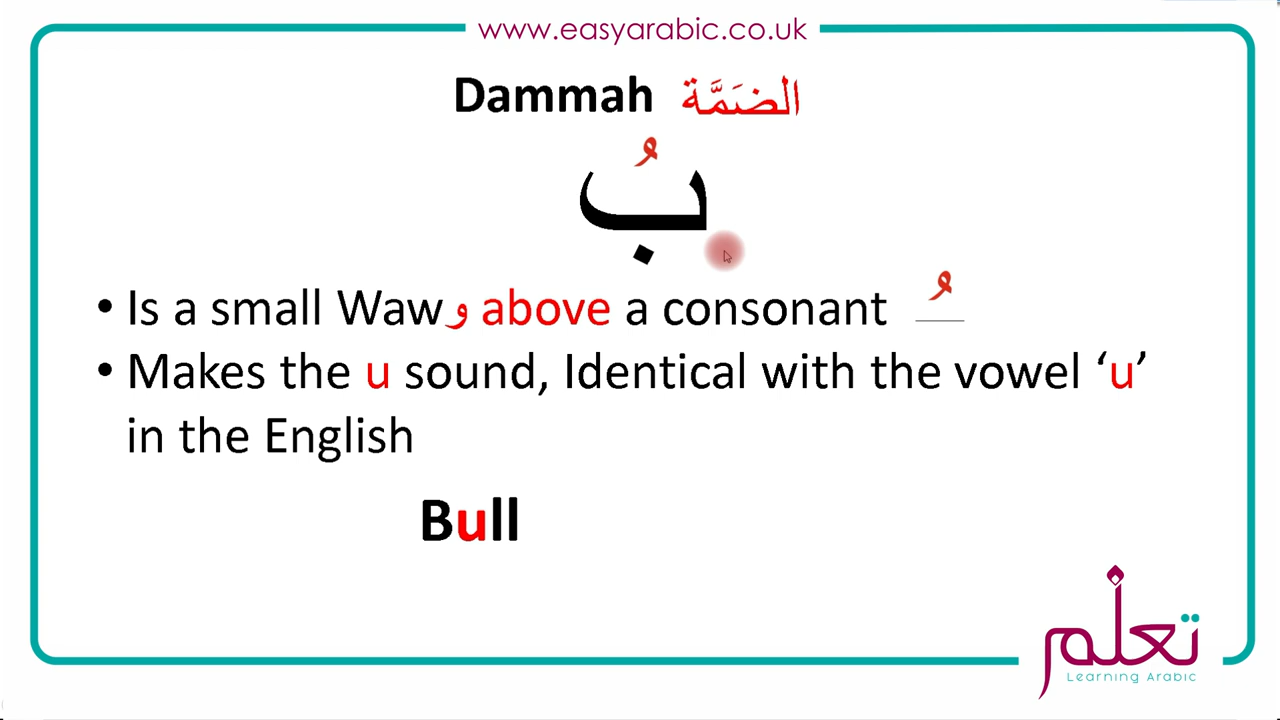 www.easyarabic.co.uk
Dammah الضَمَّة
بُ
• Is a small Waw و above a consonant ـُ
• Makes the u sound, Identical with the vowel ‘u’
in the English
Bull
تعلم
Learning Arabic